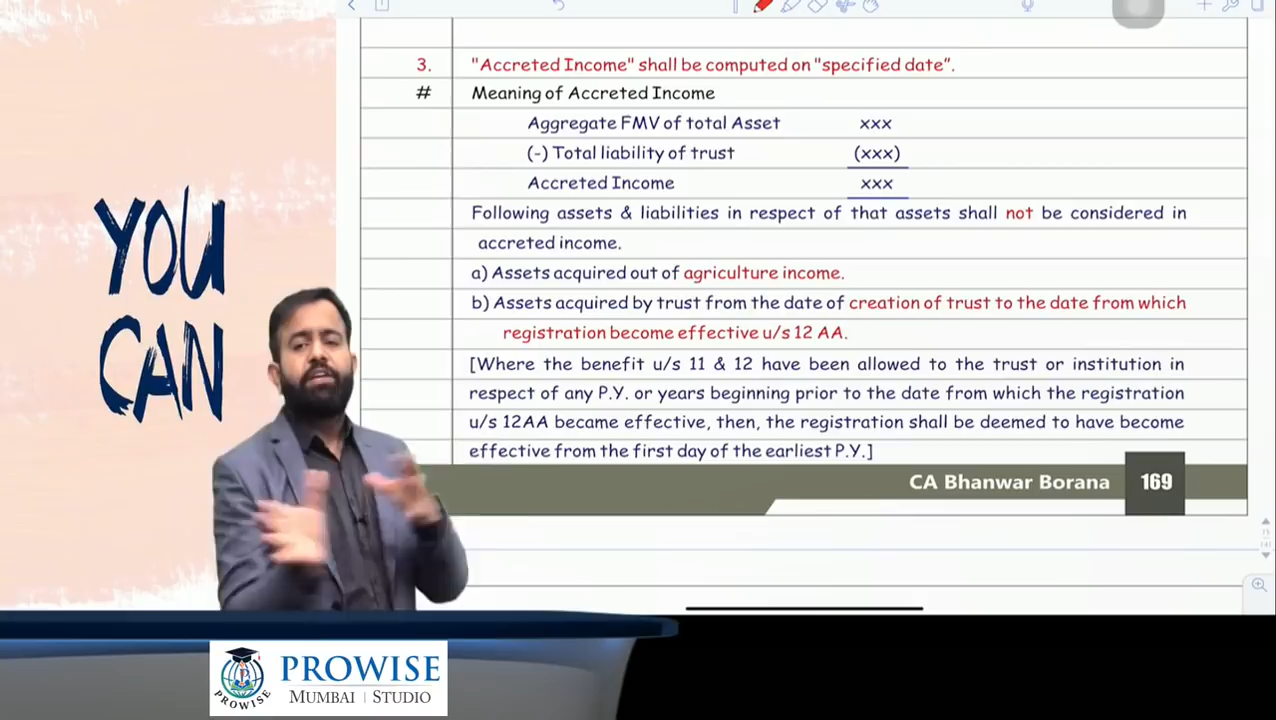 3. "Accreted Income" shall be computed on "specified date".
# Meaning of Accreted Income
Aggregate FMV of total Asset xxx
(-) Total liability of trust (xxx)
Accreted Income xxx
Following assets & liabilities in respect of that assets shall not be considered in
accreted income.
a) Assets acquired out of agriculture income.
b) Assets acquired by trust from the date of creation of trust to the date from which
registration become effective u/s 12 AA.
[Where the benefit u/s 11 & 12 have been allowed to the trust or institution in
respect of any P.Y. or years beginning prior to the date from which the registration
u/s 12AA became effective, then, the registration shall be deemed to have become
effective from the first day of the earliest P.Y.]
CA Bhanwar Borana 169
YOU
CAN
PROWISE
PROWISE
MUMBAI | STUDIO